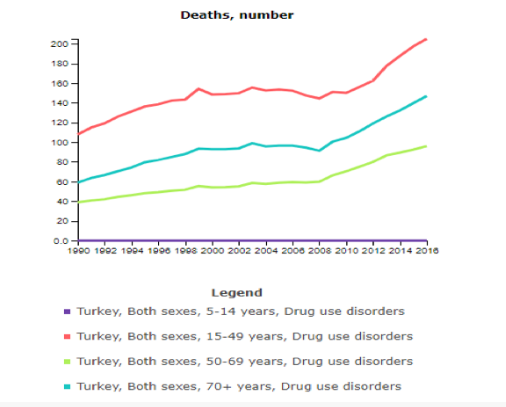 Deaths, number
200
180
160
140
120
100
80
60
40
20
0.0
1990 1992 1994 1996 1998 2000 2002 2004 2006 2008 2010 2012 2014 2016
Legend
Turkey, Both sexes, 5-14 years, Drug use disorders
Turkey, Both sexes, 15-49 years, Drug use disorders
Turkey, Both sexes, 50-69 years, Drug use disorders
Turkey, Both sexes, 70+ years, Drug use disorders